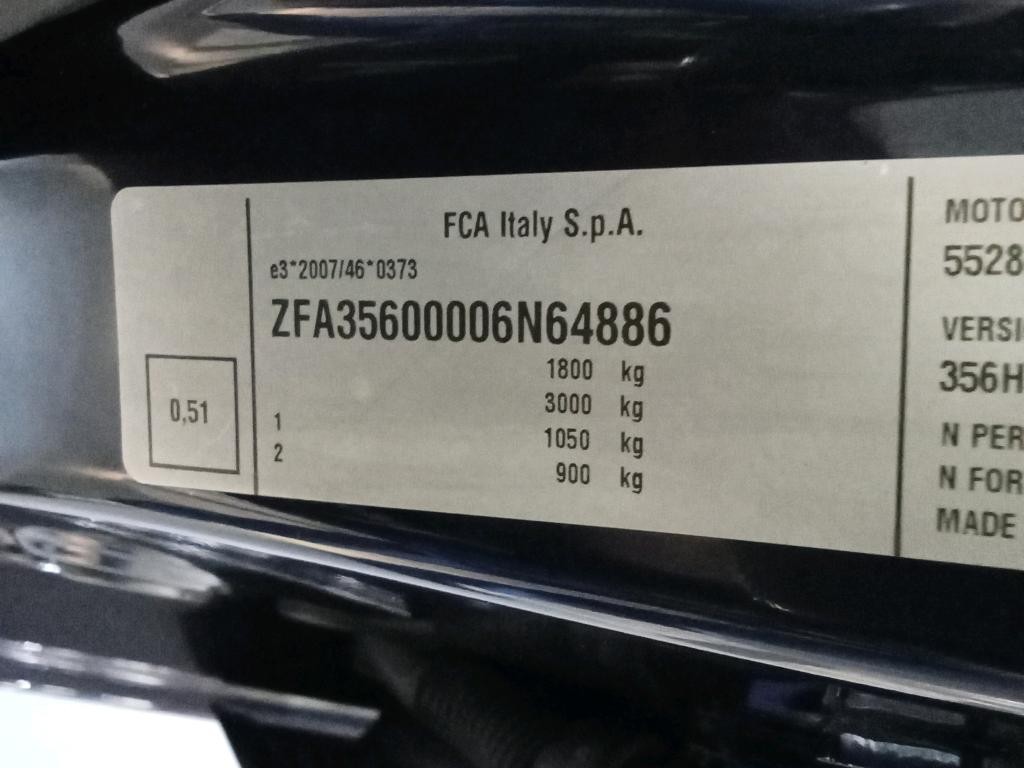 FCA Italy S.p.A.
e3*2007/46*0373
ZFA35600006N64886
1800 kg
3000 kg
1 1050 kg
2 900 kg
0,51
MOTO
5528
VERSI
356H
N PER
N FOR
MADE